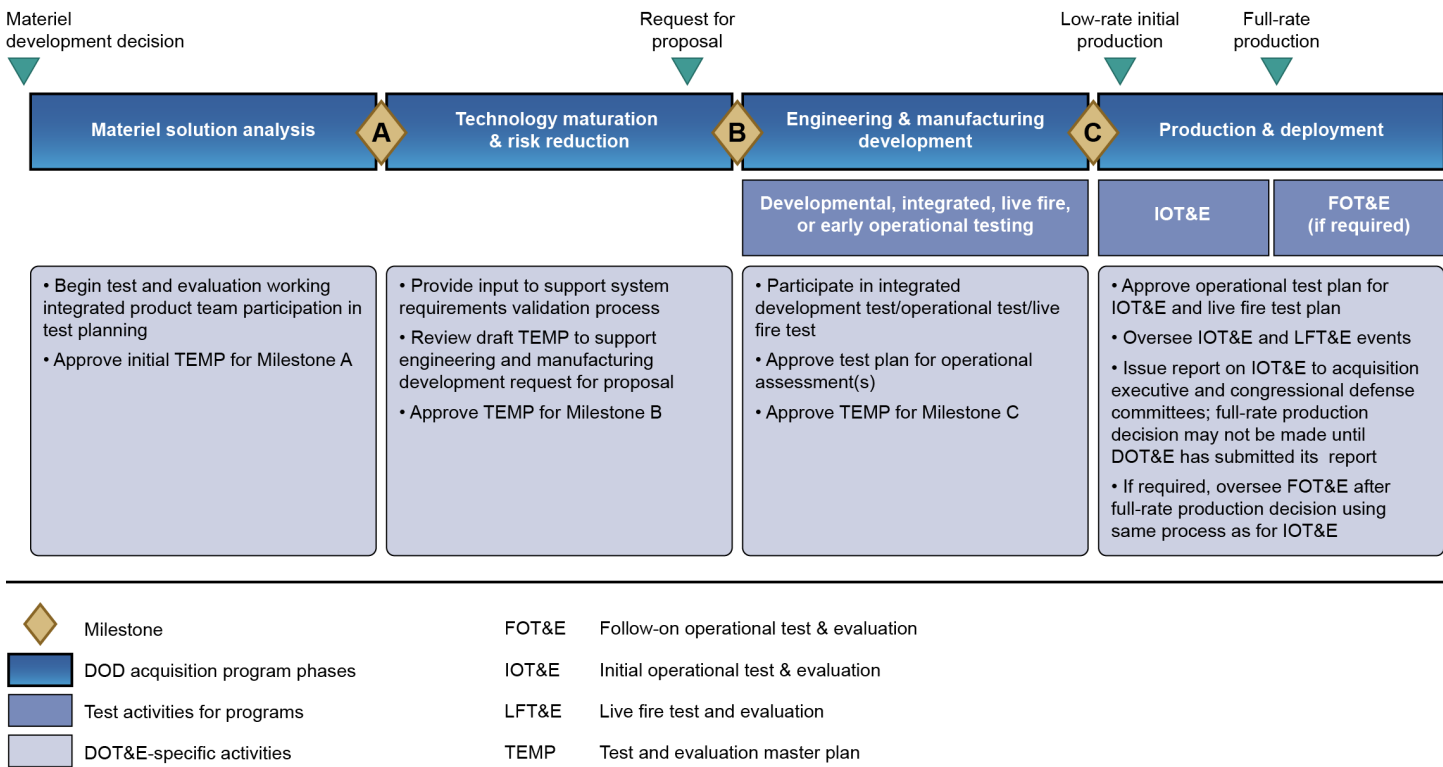 Materiel
development decision
Request for
proposal
Low-rate initial
production
Full-rate
production
Materiel solution analysis
A
Technology maturation
& risk reduction
B
Engineering & manufacturing
development
C
Production & deployment
Developmental, integrated, live fire,
or early operational testing
IOT&E
FOT&E
(if required)
• Begin test and evaluation working
integrated product team participation in
test planning
• Approve initial TEMP for Milestone A
• Provide input to support system
requirements validation process
• Review draft TEMP to support
engineering and manufacturing
development request for proposal
• Approve TEMP for Milestone B
• Participate in integrated
development test/operational test/live
fire test
• Approve test plan for operational
assessment(s)
• Approve TEMP for Milestone C
• Approve operational test plan for
IOT&E and live fire test plan
• Oversee IOT&E and LFT&E events
• Issue report on IOT&E to acquisition
executive and congressional defense
committees; full-rate production
decision may not be made until
DOT&E has submitted its report
• If required, oversee FOT&E after
full-rate production decision using
same process as for IOT&E
Milestone
DOD acquisition program phases
Test activities for programs
DOT&E-specific activities
FOT&E Follow-on operational test & evaluation
IOT&E Initial operational test & evaluation
LFT&E Live fire test and evaluation
TEMP Test and evaluation master plan